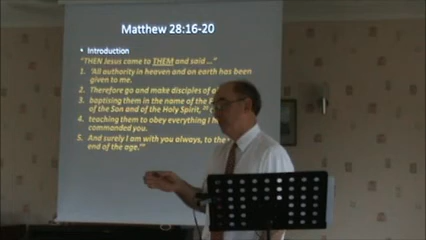 Matthew 28:16-20
• Introduction
"THEN Jesus came to THEM and said ..."
1. 'All authority in heaven and on earth has been
given to me.
2. Therefore go and make disciples of
3. baptising them in the name of the
of the Son and of the Holy Spirit,
4. teaching them to obey everything I h
commanded you.
5. And surely I am with you always, to the
end of the age.'"